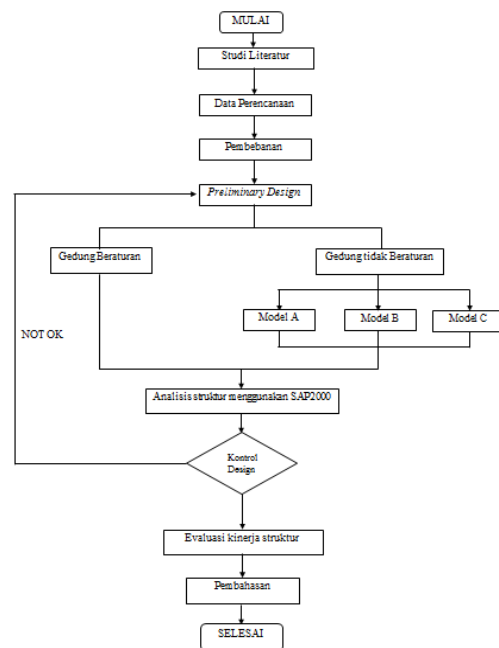 MULAI
Studi Literatur
Data Perencanaan
Pembebanan
Preliminary Design
Gedung Beraturan
Gedung tidak Beraturan
Model A
Model B
Model C
NOT OK
Analisis struktur menggunakan SAP2000
Kontrol
Design
Evaluasi kinerja struktur
Pembahasan
SELESAI